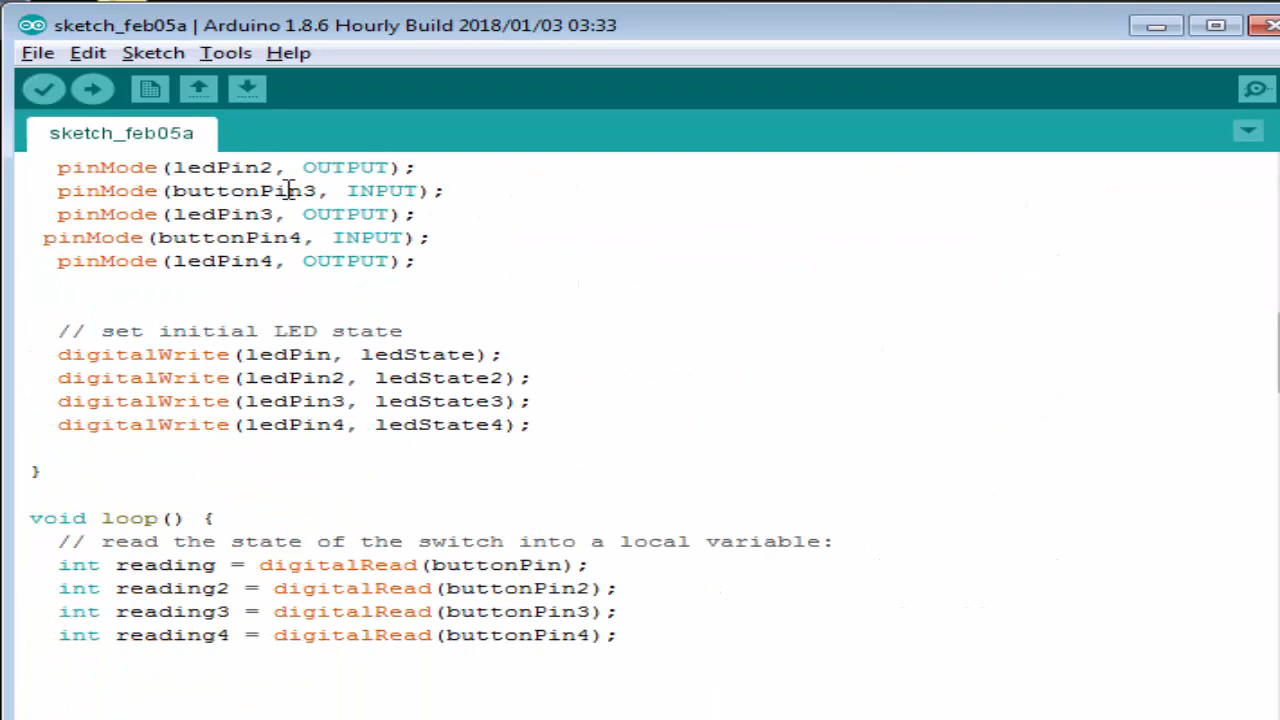 sketch_feb05a | Arduino 1.8.6 Hourly Build 2018/01/03 03:33
File Edit Sketch Tools Help
sketch_feb05a
pinMode(ledPin2, OUTPUT);
pinMode(buttonPin3, INPUT);
pinMode(ledPin3, OUTPUT);
pinMode(buttonPin4, INPUT);
pinMode(ledPin4, OUTPUT);
// set initial LED state
digitalWrite(ledPin, ledState);
digitalWrite(ledPin2, ledState2);
digitalWrite(ledPin3, ledState3);
digitalWrite(ledPin4, ledState4);
}
void loop() {
// read the state of the switch into a local variable:
int reading = digitalRead(buttonPin);
int reading2 = digitalRead(buttonPin2);
int reading3 = digitalRead(buttonPin3);
int reading4 = digitalRead(buttonPin4);